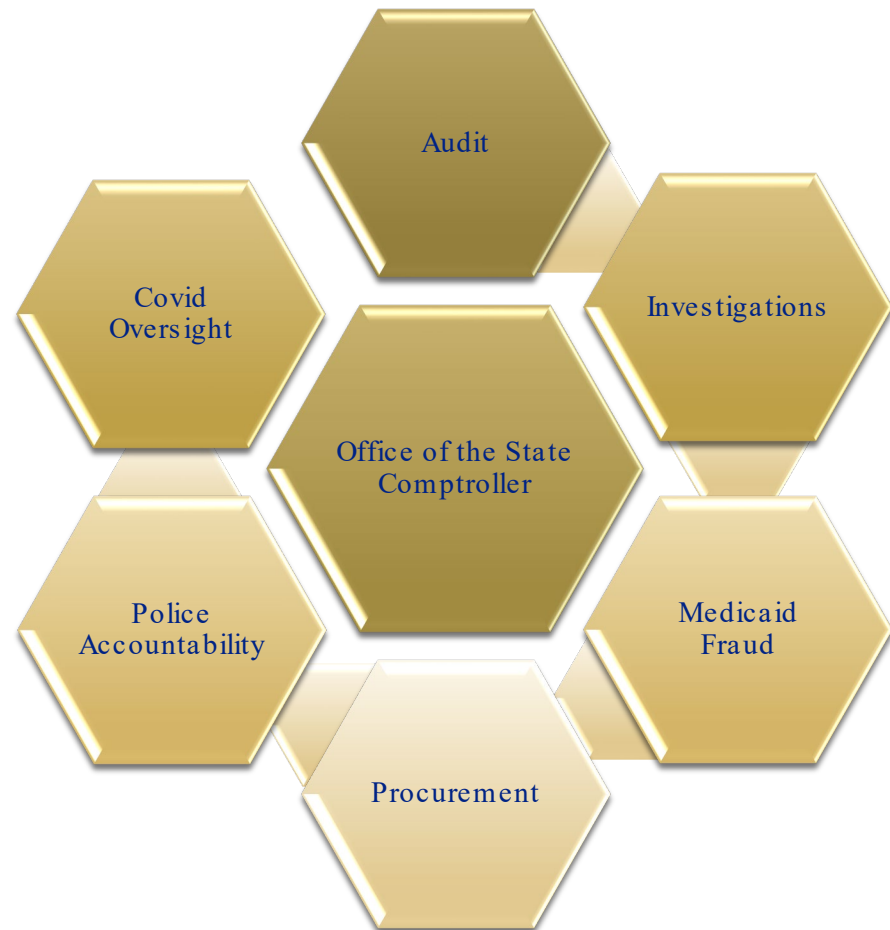 Audit
Investigations
Covid
Oversight
Office of the State
Comptroller
Medicaid
Fraud
Police
Accountability
Procurement